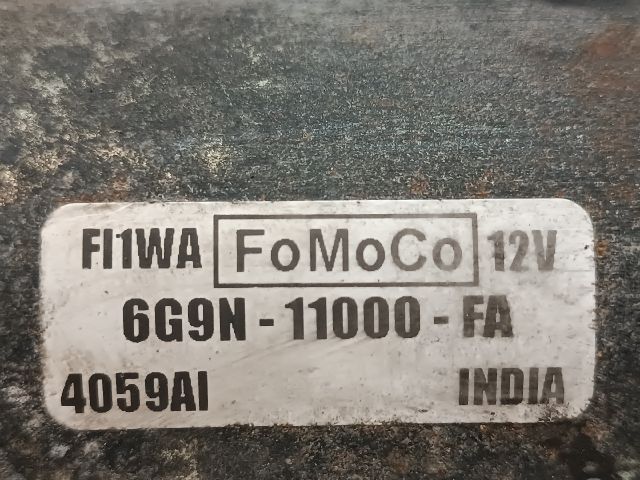 FI1WA FoMoCo 12V
6G9N - 11000 - FA
4059AI INDIA